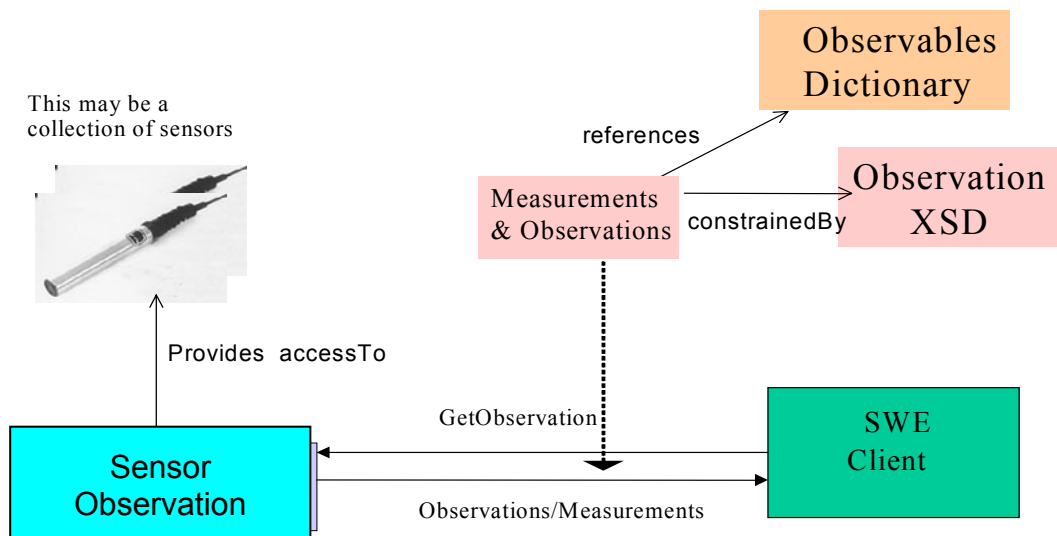 Observables
Dictionary
This may be a
collection of sensors
references
Measurements
& Observations
Observation
XSD
constrainedBy
Provides accessTo
GetObservation
SWE
Client
Sensor
Observation
Observations/Measurements